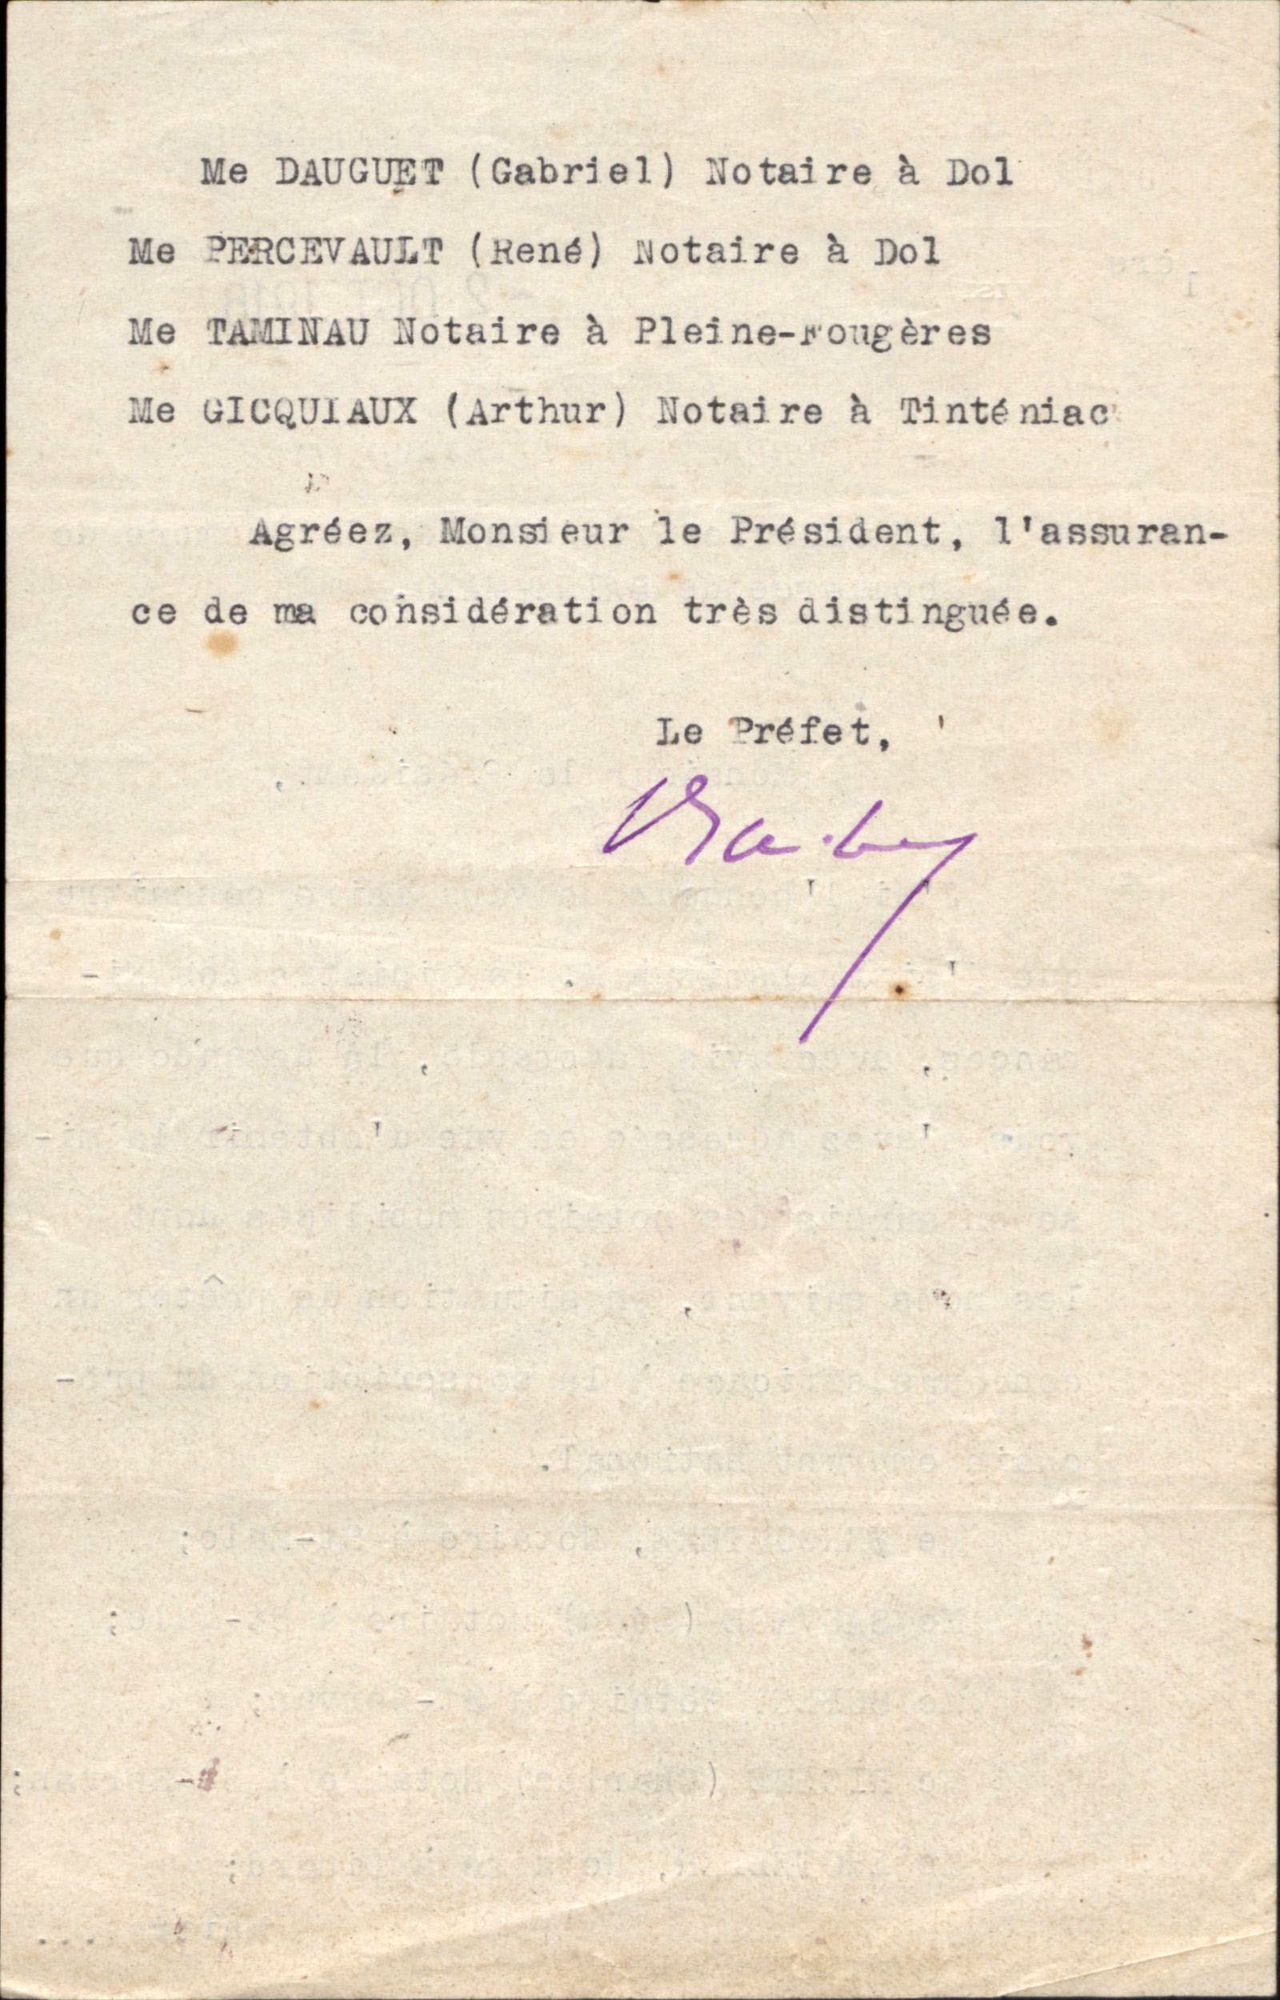 Me DAUGUET (Gabriel) Notaire à Dol
Me PERCEVAULT (René) Notaire à Dol
Me TAMINAU Notaire à Pleine-Fougères
Me GICQUIAUX (Arthur) Notaire à Tinténiac
Agréez, Monsieur le Président, l'assuran-
ce de ma considération très distinguée.
Le Préfet,